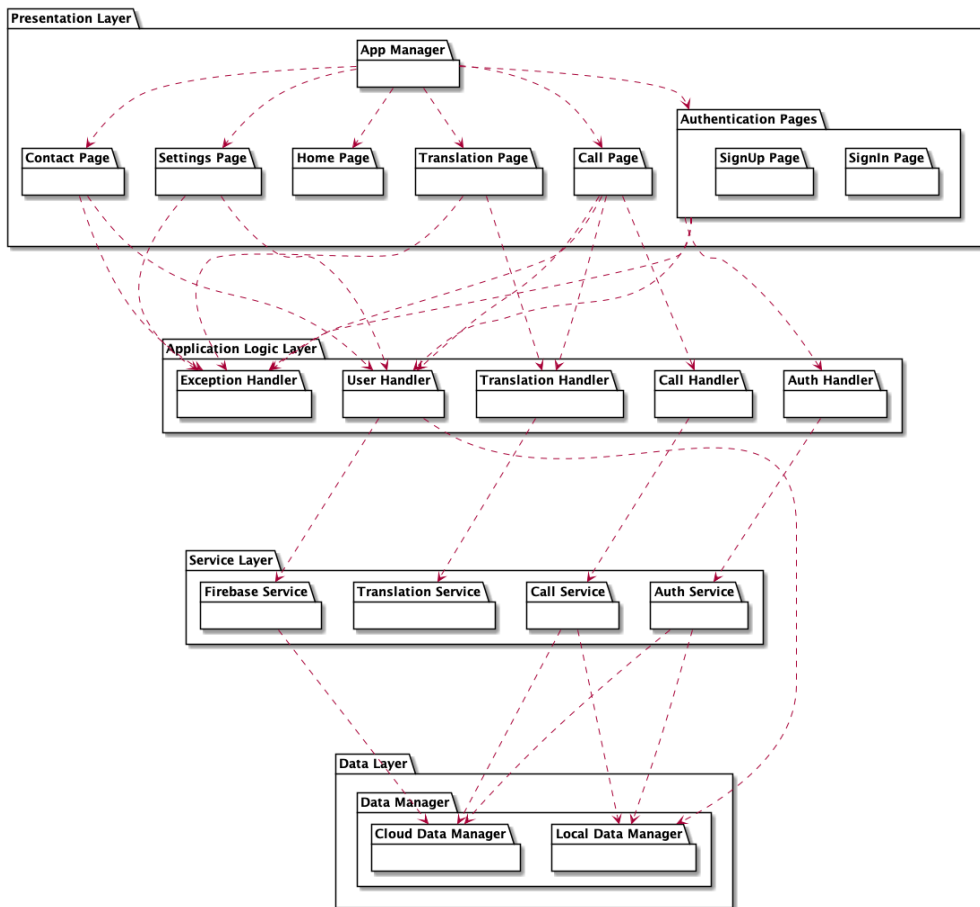 Presentation Layer
App Manager
Authentication Pages
Contact Page
Settings Page
Home Page
Translation Page
Call Page
SignUp Page
SignIn Page
Application Logic Layer
Exception Handler
User Handler
Translation Handler
Call Handler
Auth Handler
Service Layer
Firebase Service
Translation Service
Call Service
Auth Service
Data Layer
Data Manager
Cloud Data Manager
Local Data Manager